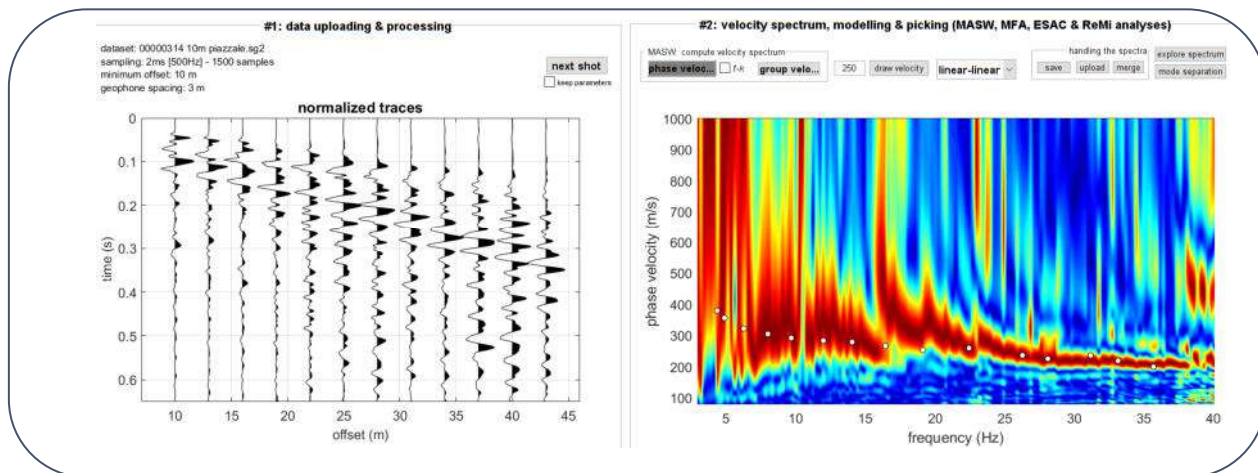 #1: data uploading & processing
dataset: 00000314 10m piazzale.sg2
sampling: 2ms [500Hz] - 1500 samples
minimum offset: 10 m
geophone spacing: 3 m
next shot
keep parameters
normalized traces
0
0.1
0.2
0.3
0.4
0.5
0.6
time (s)
10 15 20 25 30 35 40 45
offset (m)
#2: velocity spectrum, modelling & picking (MASW, MFA, ESAC & ReMi analyses)
MASW compute velocity spectrum
phase veloc... f-k group velo...
250 draw velocity linear-linear
handling the spectra
save upload merge
explore spectrum
mode separation
1000
900
800
700
600
500
400
300
200
100
phase velocity (m/s)
5 10 15 20 25 30 35 40
frequency (Hz)